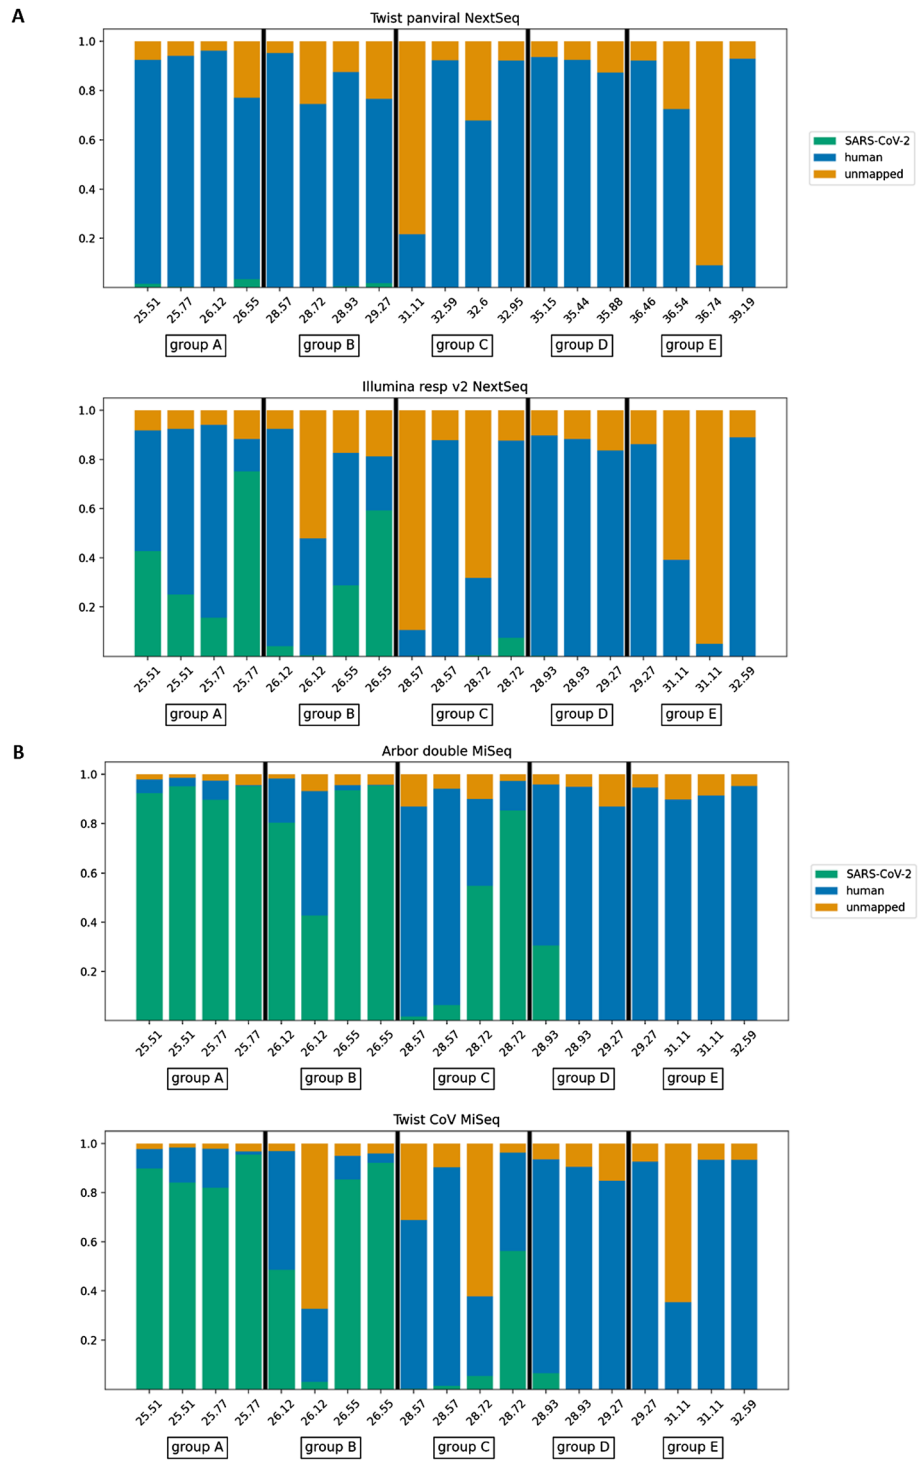 A
Twist panviral NextSeq
1.0
0.8
0.6
0.4
0.2
SARS-CoV-2
human
unmapped
25.51 25.77 26.12 26.55 28.57 28.72 28.93 29.27 31.11 32.59 32.6 32.95 35.15 35.44 35.88 36.46 36.54 36.74 39.19
group A group B group C group D group E
Illumina resp v2 NextSeq
1.0
0.8
0.6
0.4
0.2
25.51 25.51 25.77 25.77 26.12 26.12 26.55 26.55 28.57 28.57 28.72 28.72 28.93 28.93 29.27 29.27 31.11 31.11 32.59
group A group B group C group D group E
B
Arbor double MiSeq
1.0
0.8
0.6
0.4
0.2
SARS-CoV-2
human
unmapped
25.51 25.51 25.77 25.77 26.12 26.12 26.55 26.55 28.57 28.57 28.72 28.72 28.93 28.93 29.27 29.27 31.11 31.11 32.59
group A group B group C group D group E
Twist CoV MiSeq
1.0
0.8
0.6
0.4
0.2
25.51 25.51 25.77 25.77 26.12 26.12 26.55 26.55 28.57 28.57 28.72 28.72 28.93 28.93 29.27 29.27 31.11 31.11 32.59
group A group B group C group D group E